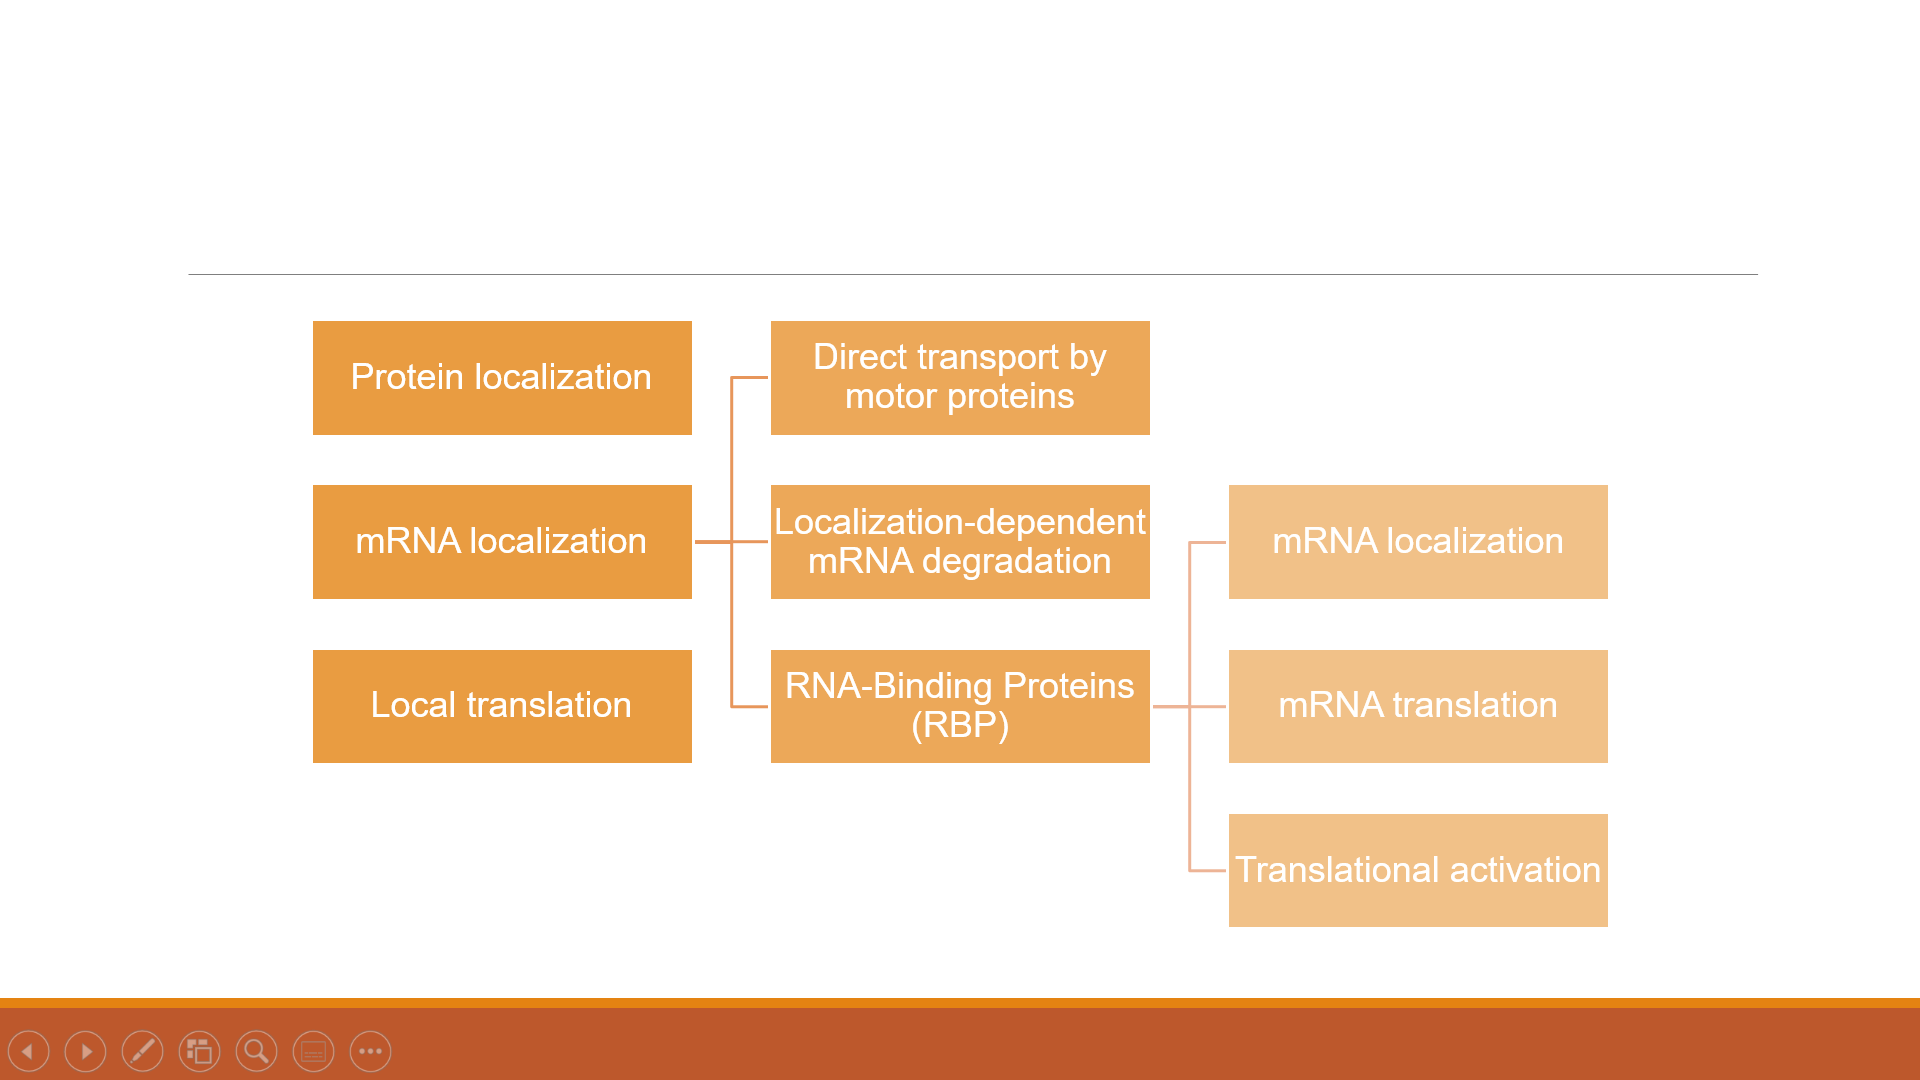 Protein localization
mRNA localization
Local translation
Direct transport by
motor proteins
Localization-dependent
mRNA degradation
RNA-Binding Proteins
(RBP)
mRNA localization
mRNA translation
Translational activation